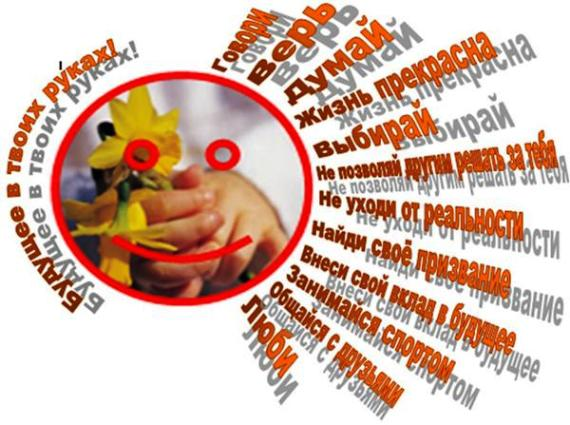 Будущее в твоих руках!
Говори
Верь
Думай
Жизнь прекрасна
Выбирай
Не позволяй другим решать за тебя
Не уходи от реальности
Найди своё призвание
Внеси свой вклад в будущее
Занимайся спортом
Общайся с друзьями
Люби